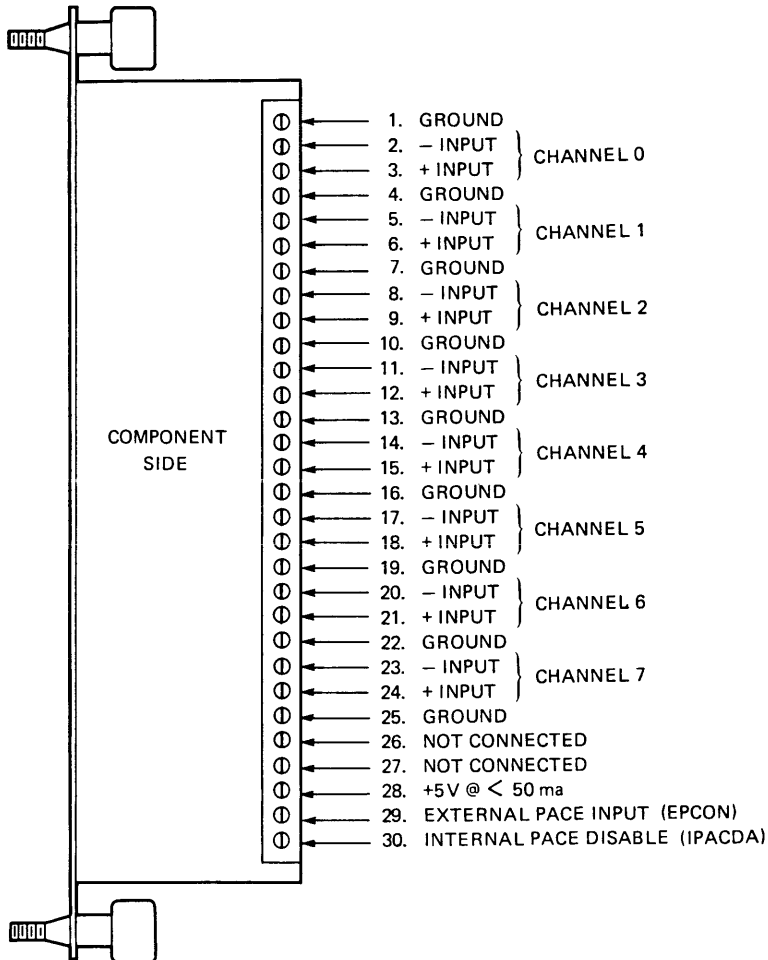 1. GROUND
2. – INPUT
3. + INPUT
CHANNEL 0
4. GROUND
5. – INPUT
6. + INPUT
CHANNEL 1
7. GROUND
8. – INPUT
9. + INPUT
CHANNEL 2
10. GROUND
11. – INPUT
12. + INPUT
CHANNEL 3
13. GROUND
14. – INPUT
15. + INPUT
CHANNEL 4
16. GROUND
17. – INPUT
18. + INPUT
CHANNEL 5
19. GROUND
20. – INPUT
21. + INPUT
CHANNEL 6
22. GROUND
23. – INPUT
24. + INPUT
CHANNEL 7
25. GROUND
26. NOT CONNECTED
27. NOT CONNECTED
28. +5V @ < 50 ma
29. EXTERNAL PACE INPUT (EPCON)
30. INTERNAL PACE DISABLE (IPACDA)
COMPONENT
SIDE